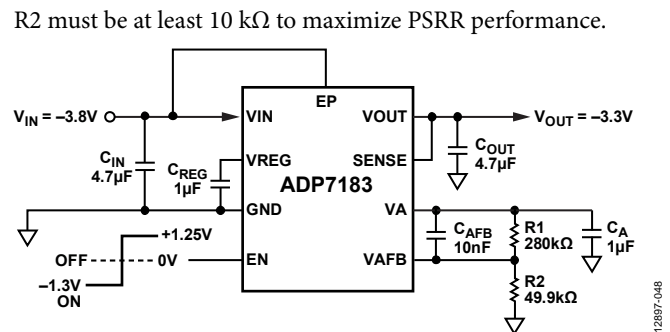 R2 must be at least 10 kΩ to maximize PSRR performance.
EP
VIN = –3.8V
VIN
VOUT
VOUT = –3.3V
CIN
4.7µF
CREG
1µF
VREG
SENSE
COUT
4.7µF
ADP7183
GND
VA
CAFB
10nF
R1
280kΩ
CA
1µF
+1.25V
OFF
0V
EN
VAFB
–1.3V
ON
R2
49.9kΩ
12897-048